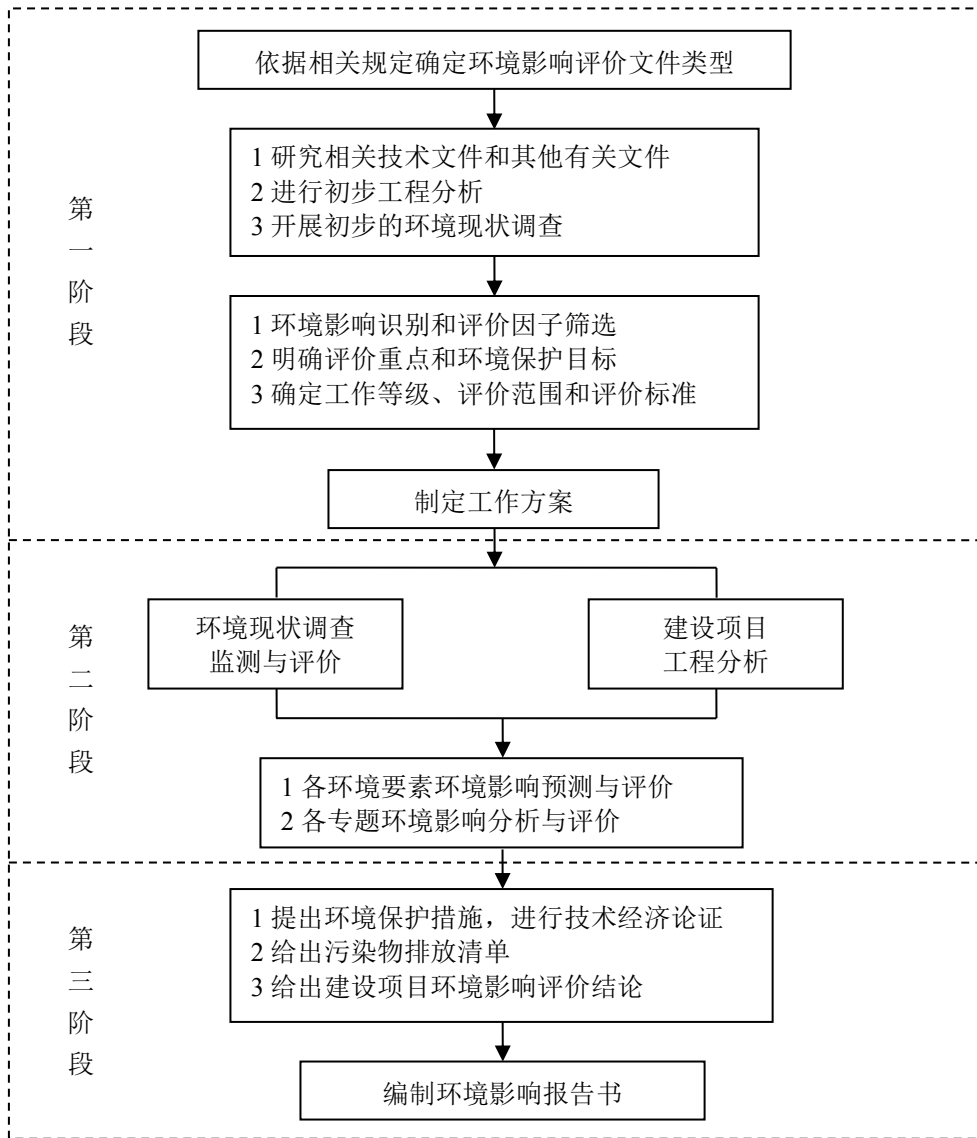 依据相关规定确定环境影响评价文件类型
1 研究相关技术文件和其他有关文件
2 进行初步工程分析
3 开展初步的环境现状调查
第一阶段
1 环境影响识别和评价因子筛选
2 明确评价重点和环境保护目标
3 确定工作等级、评价范围和评价标准
制定工作方案
第二阶段
环境现状调查
监测与评价
建设项目
工程分析
1 各环境要素环境影响预测与评价
2 各专题环境影响分析与评价
第三阶段
1 提出环境保护措施，进行技术经济论证
2 给出污染物排放清单
3 给出建设项目环境影响评价结论
编制环境影响报告书